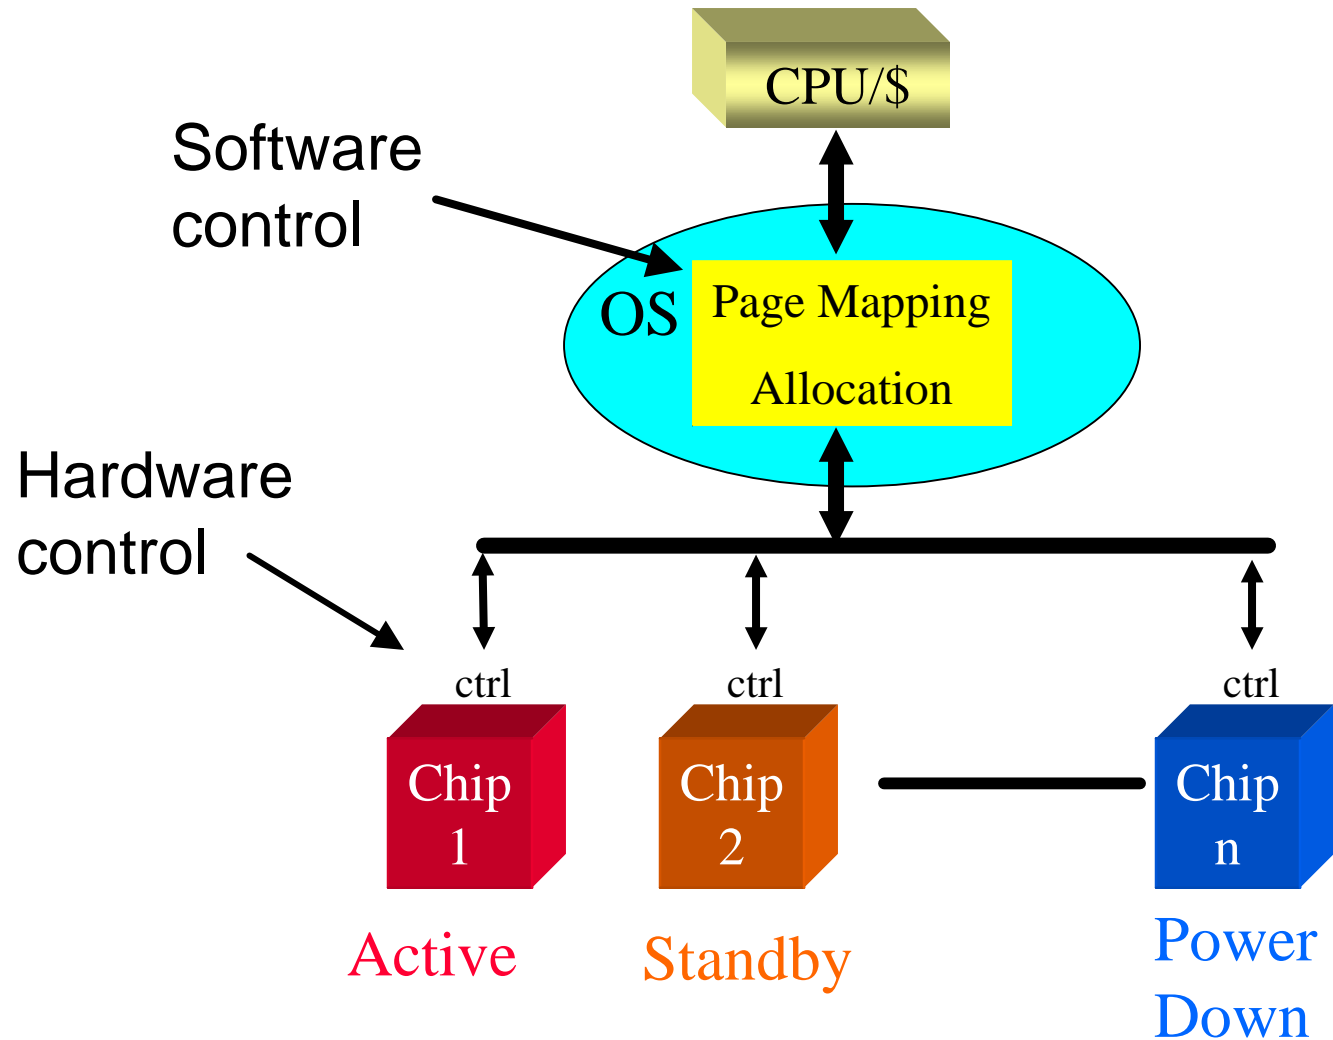 CPU/$
Software
control
OS
Page Mapping
Allocation
Hardware
control
ctrl
ctrl
ctrl
Chip
1
Chip
2
Chip
n
Active
Standby
Power
Down